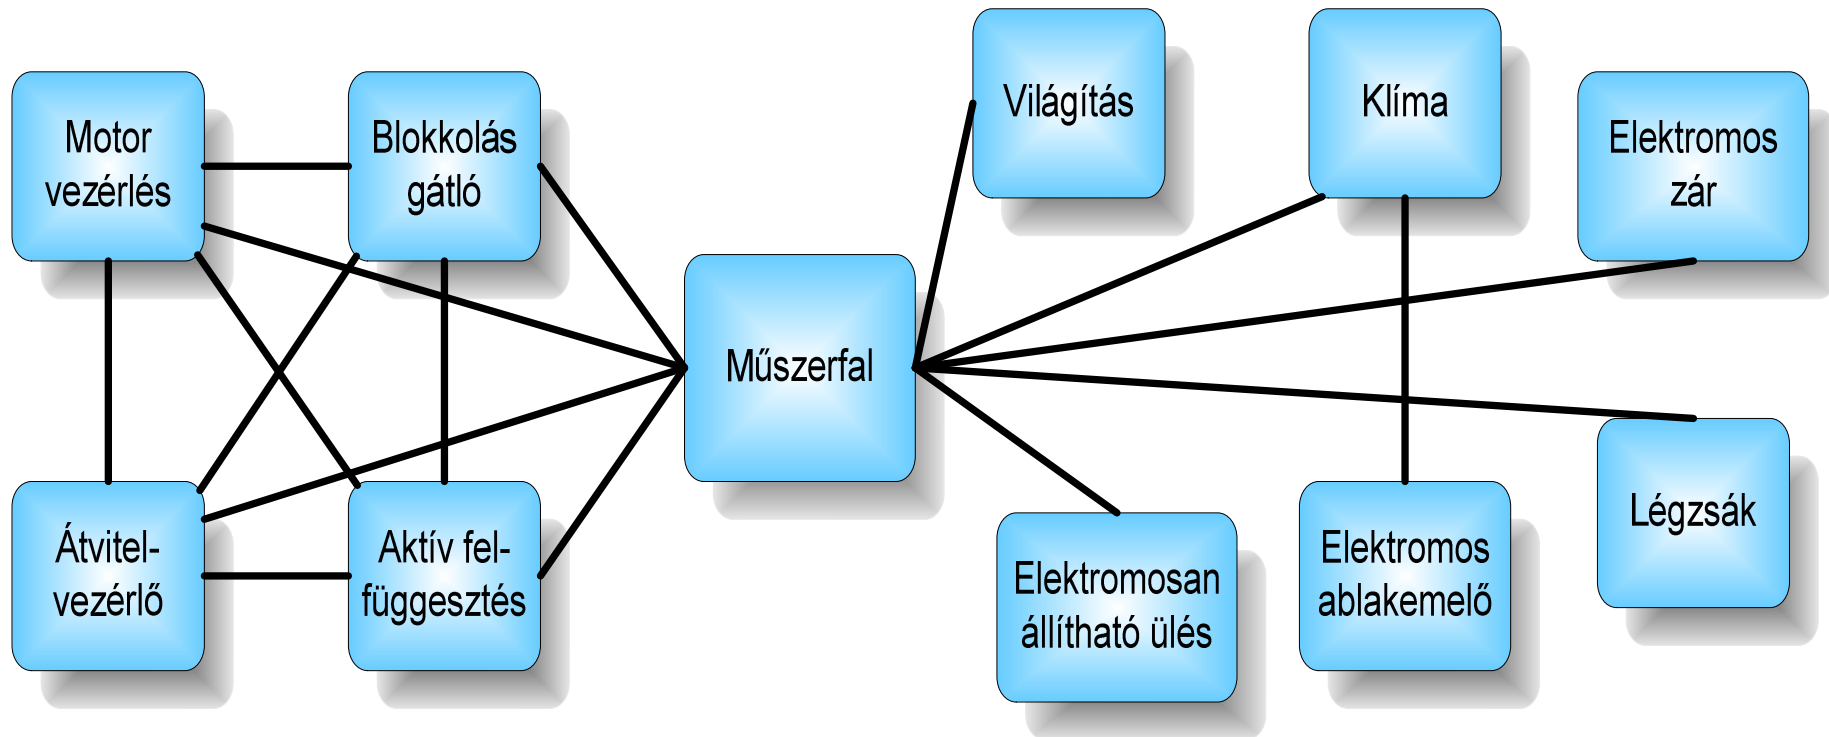 Motor
vezérlés
Blokkolás
gátló
Világítás
Klíma
Elektromos
zár
Műszerfal
Átvitel-
vezérlő
Aktív fel-
függesztés
Elektromosan
állítható ülés
Elektromos
ablakemelő
Légzsák